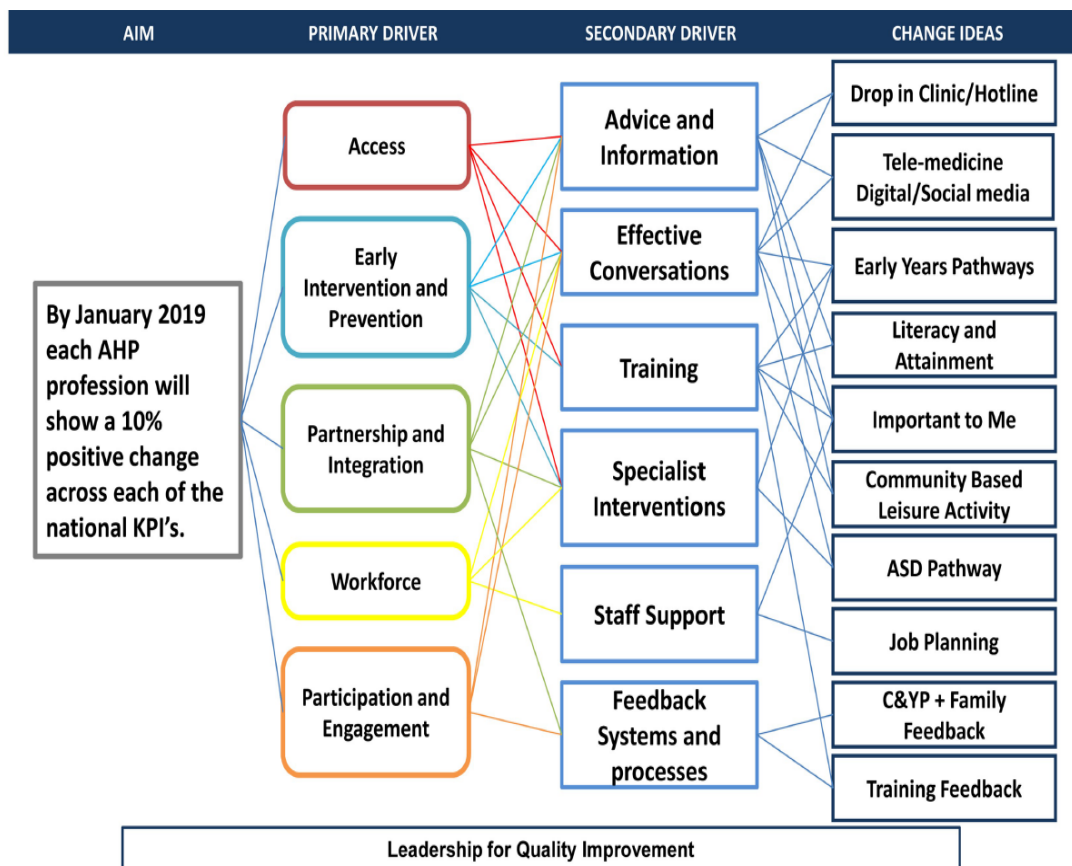 AIM
PRIMARY DRIVER
SECONDARY DRIVER
CHANGE IDEAS
By January 2019
each AHP
profession will
show a 10%
positive change
across each of the
national KPI's.
Access
Early
Intervention and
Prevention
Partnership and
Integration
Workforce
Participation and
Engagement
Advice and
Information
Effective
Conversations
Training
Specialist
Interventions
Staff Support
Feedback
Systems and
processes
Drop in Clinic/Hotline
Tele-medicine
Digital/Social media
Early Years Pathways
Literacy and
Attainment
Important to Me
Community Based
Leisure Activity
ASD Pathway
Job Planning
C&YP + Family
Feedback
Training Feedback
Leadership for Quality Improvement